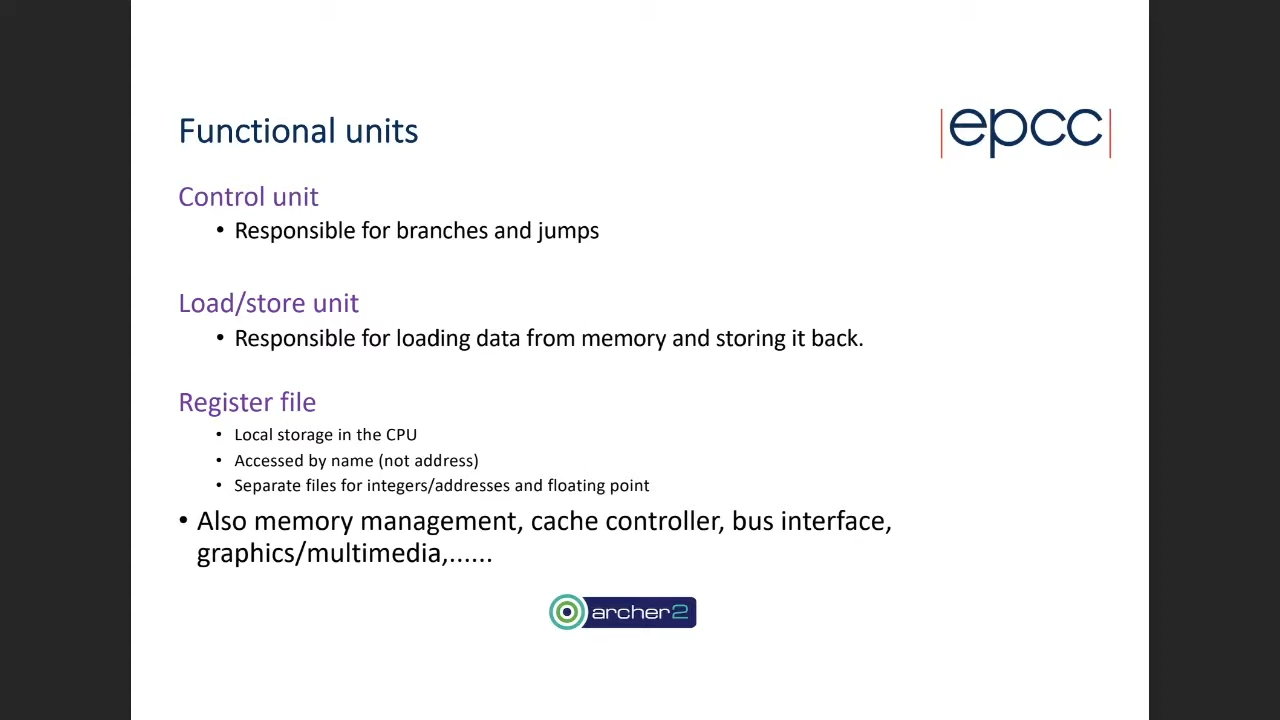 Functional units
|epcc|
Control unit
• Responsible for branches and jumps
Load/store unit
• Responsible for loading data from memory and storing it back.
Register file
• Local storage in the CPU
• Accessed by name (not address)
• Separate files for integers/addresses and floating point
• Also memory management, cache controller, bus interface,
graphics/multimedia,......
archer2